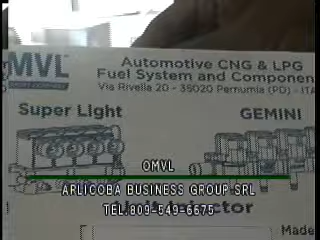 OMVL
Automotive CNG & LPG
Fuel System and Componen
Via Rivella 20 - 35020 Pernumia (PD) - ITA
Super Light
GEMINI
OMVL
ARLICOBA BUSINESS GROUP SRL
TEL.809-549-6675
Made